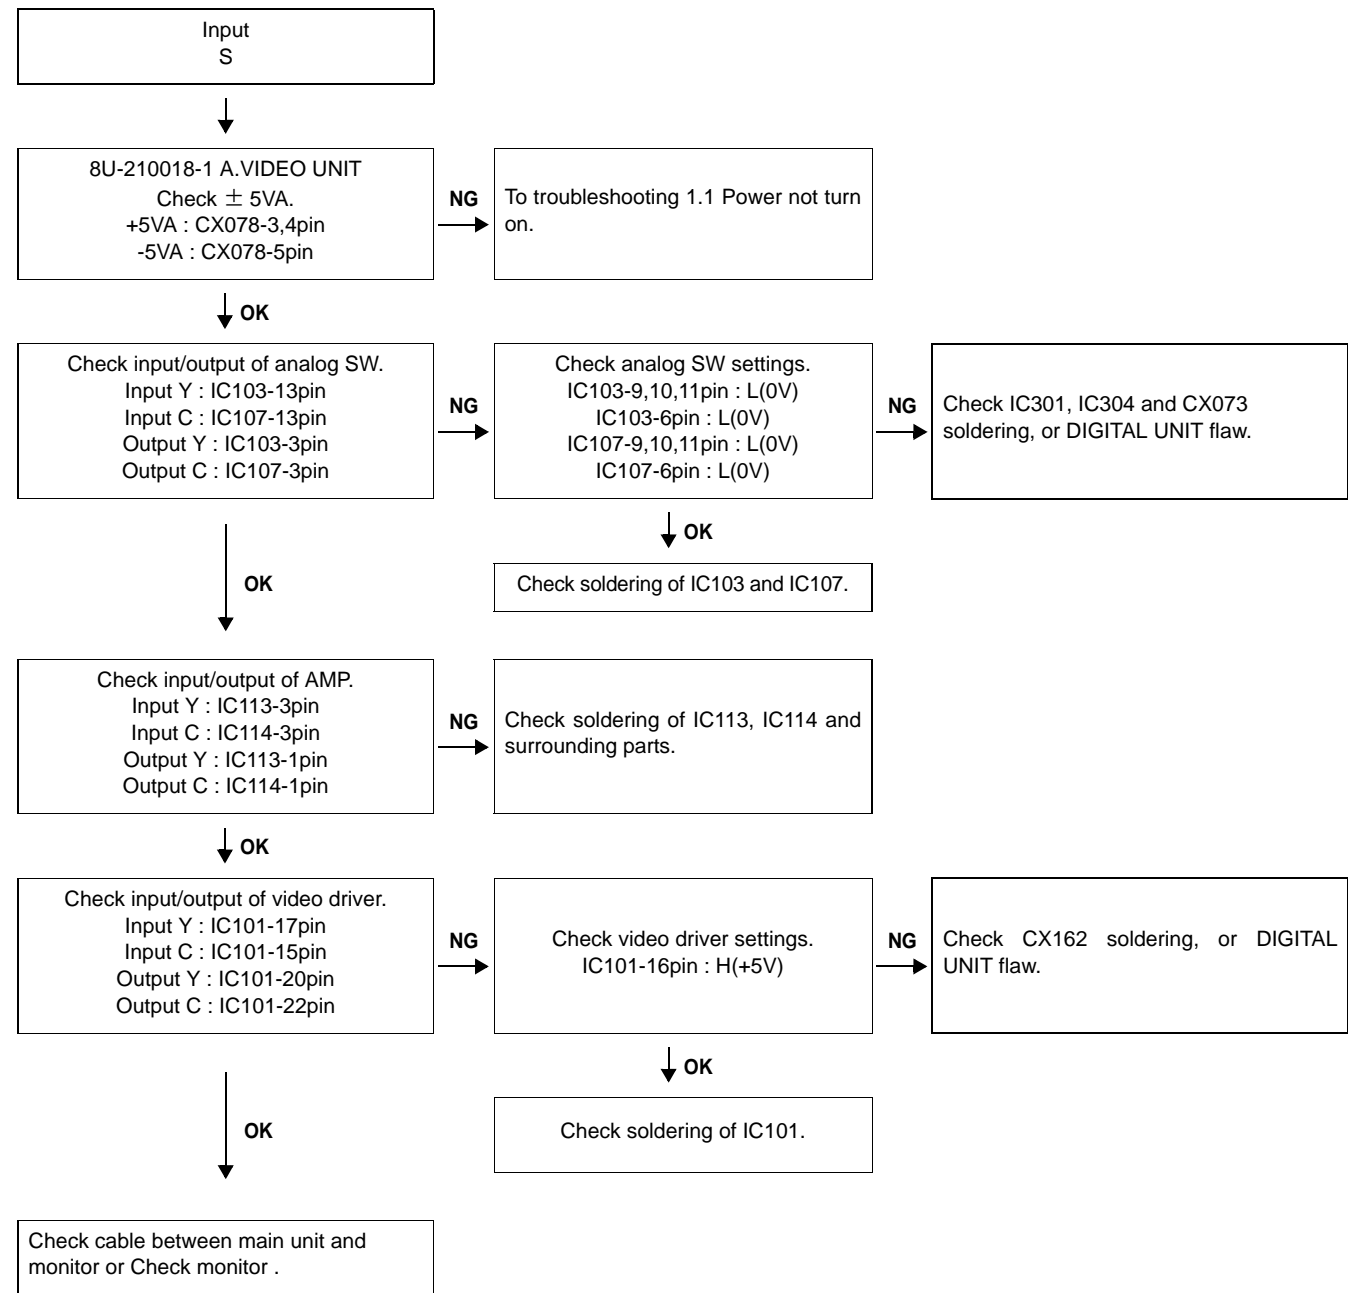 Input
S
8U-210018-1 A.VIDEO UNIT
Check ± 5VA.
+5VA : CX078-3,4pin
-5VA : CX078-5pin
NG
To troubleshooting 1.1 Power not turn
on.
OK
Check input/output of analog SW.
Input Y : IC103-13pin
Input C : IC107-13pin
Output Y : IC103-3pin
Output C : IC107-3pin
NG
Check analog SW settings.
IC103-9,10,11pin : L(0V)
IC103-6pin : L(0V)
IC107-9,10,11pin : L(0V)
IC107-6pin : L(0V)
NG
Check IC301, IC304 and CX073
soldering, or DIGITAL UNIT flaw.
OK
Check soldering of IC103 and IC107.
OK
Check input/output of AMP.
Input Y : IC113-3pin
Input C : IC114-3pin
Output Y : IC113-1pin
Output C : IC114-1pin
NG
Check soldering of IC113, IC114 and
surrounding parts.
OK
Check input/output of video driver.
Input Y : IC101-17pin
Input C : IC101-15pin
Output Y : IC101-20pin
Output C : IC101-22pin
NG
Check video driver settings.
IC101-16pin : H(+5V)
NG
Check CX162 soldering, or DIGITAL
UNIT flaw.
OK
Check soldering of IC101.
OK
Check cable between main unit and
monitor or Check monitor .